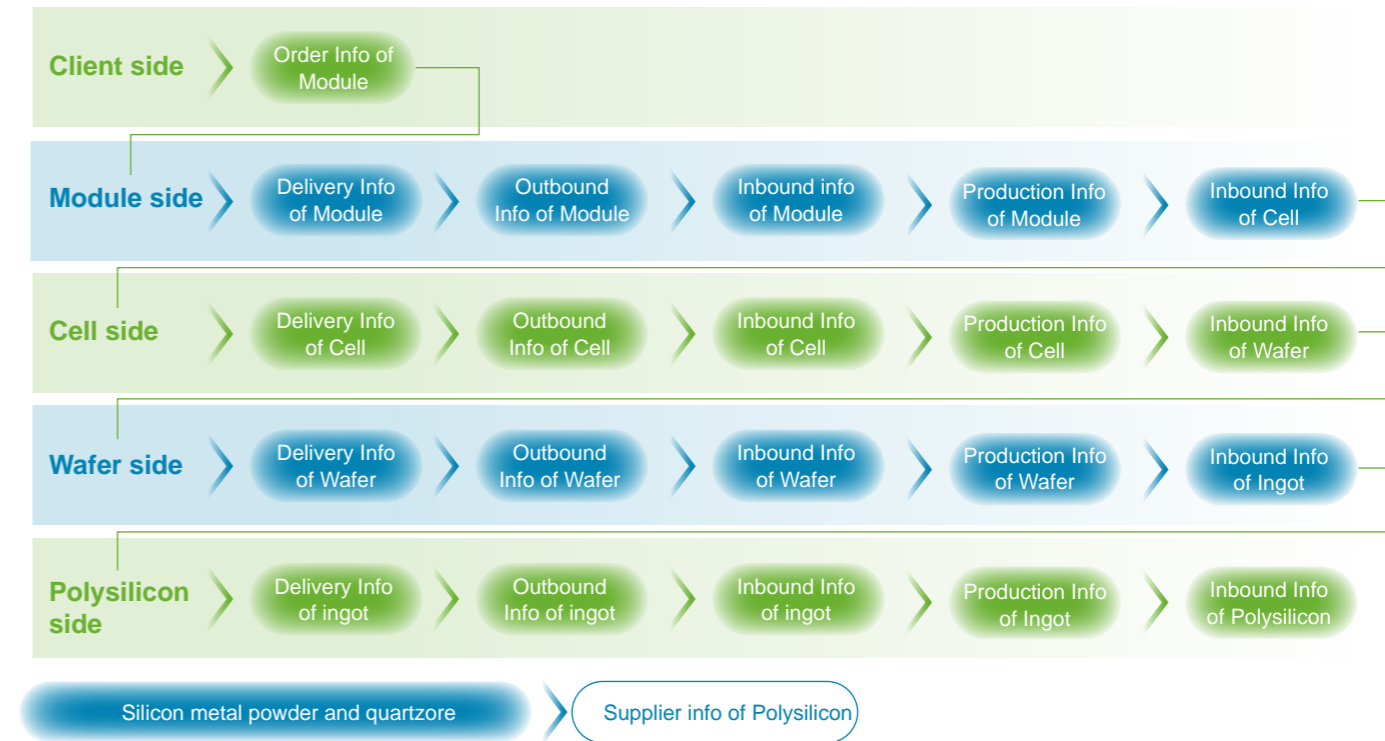 Client side
Order Info of
Module
Module side
Delivery Info
of Module
Outbound
Info of Module
Inbound info
of Module
Production Info
of Module
Inbound Info
of Cell
Cell side
Delivery Info
of Cell
Outbound
Info of Cell
Inbound Info
of Cell
Production Info
of Cell
Inbound Info
of Wafer
Wafer side
Delivery Info
of Wafer
Outbound
Info of Wafer
Inbound Info
of Wafer
Production Info
of Wafer
Inbound Info
of Ingot
Polysilicon
side
Delivery Info
of ingot
Outbound
Info of ingot
Inbound Info
of ingot
Production Info
of Ingot
Inbound Info
of Polysilicon
Silicon metal powder and quartzore
Supplier info of Polysilicon